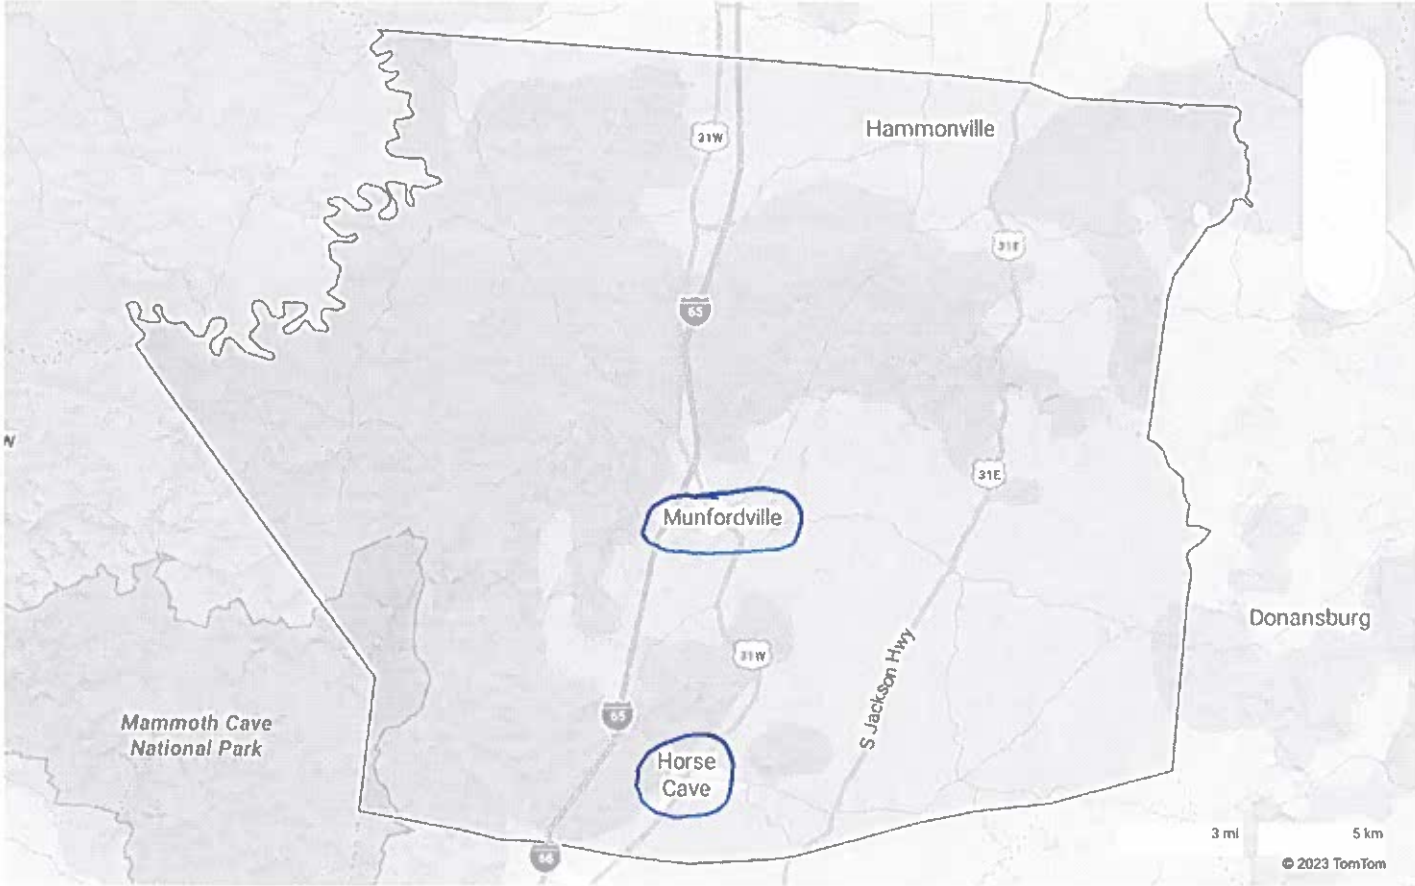 31W
Hammonville
31E
65
W
31E
Munfordville
Donansburg
31W
S Jackson Hwy
65
Mammoth Cave
National Park
Horse
Cave
3 mi
5 km
© 2023 TomTom